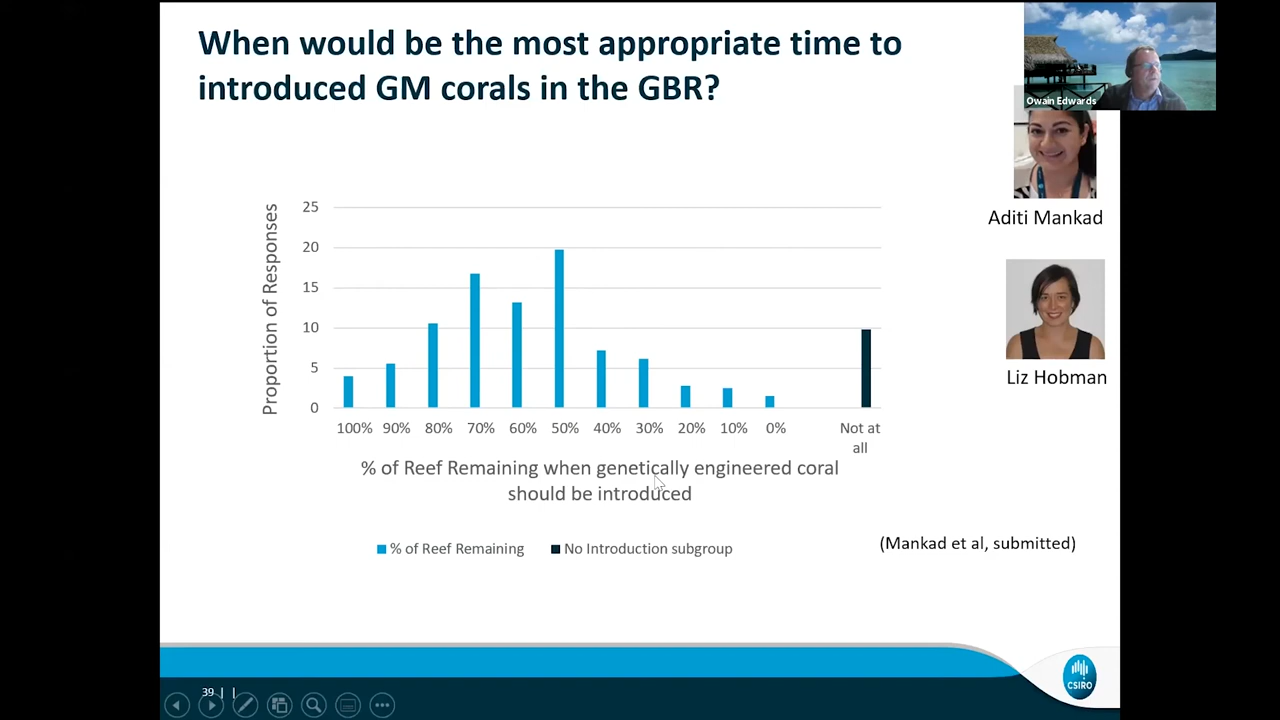 When would be the most appropriate time to
introduced GM corals in the GBR?
Owain Edwards
Aditi Mankad
Liz Hobman
Proportion of Responses
25
20
15
10
5
0
100% 90% 80% 70% 60% 50% 40% 30% 20% 10% 0% Not at
all
% of Reef Remaining when genetically engineered coral
should be introduced
% of Reef Remaining No Introduction subgroup
(Mankad et al, submitted)
39 | |
CSIRO